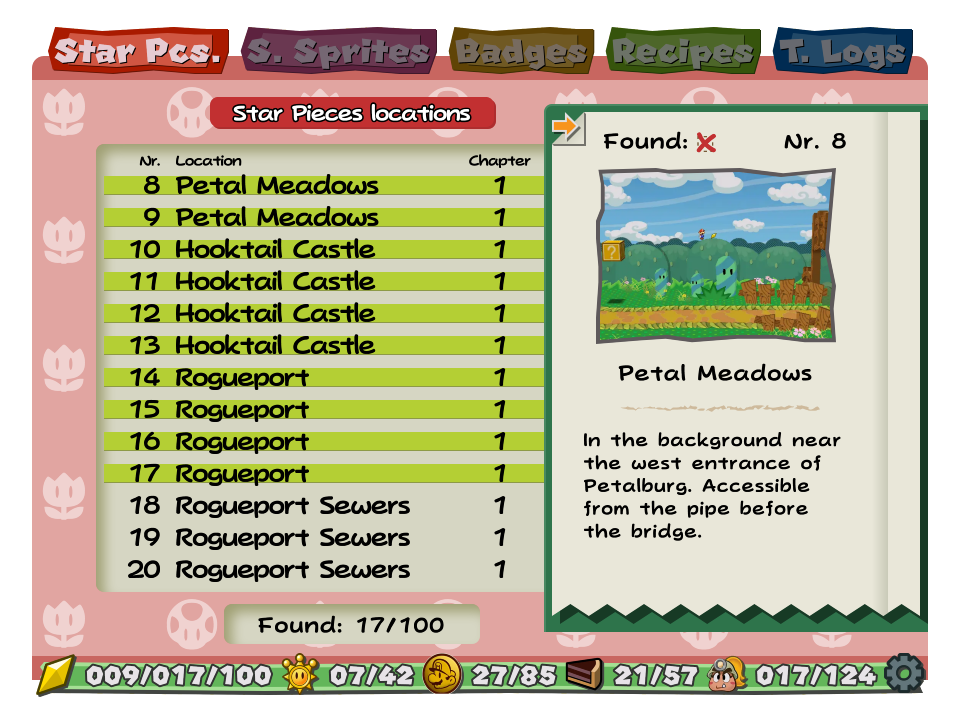 Star Pcs. S. Sprites Badges Recipes T. Logs
Star Pieces locations
Nr. Location Chapter
8 Petal Meadows 1
9 Petal Meadows 1
10 Hooktail Castle 1
11 Hooktail Castle 1
12 Hooktail Castle 1
13 Hooktail Castle 1
14 Rogueport 1
15 Rogueport 1
16 Rogueport 1
17 Rogueport 1
18 Rogueport Sewers 1
19 Rogueport Sewers 1
20 Rogueport Sewers 1
Found: 17/100
Found: Nr. 8
?
Petal Meadows
In the background near
the west entrance of
Petalburg. Accessible
from the pipe before
the bridge.
009/017/100 07/42 27/85 21/57 017/124